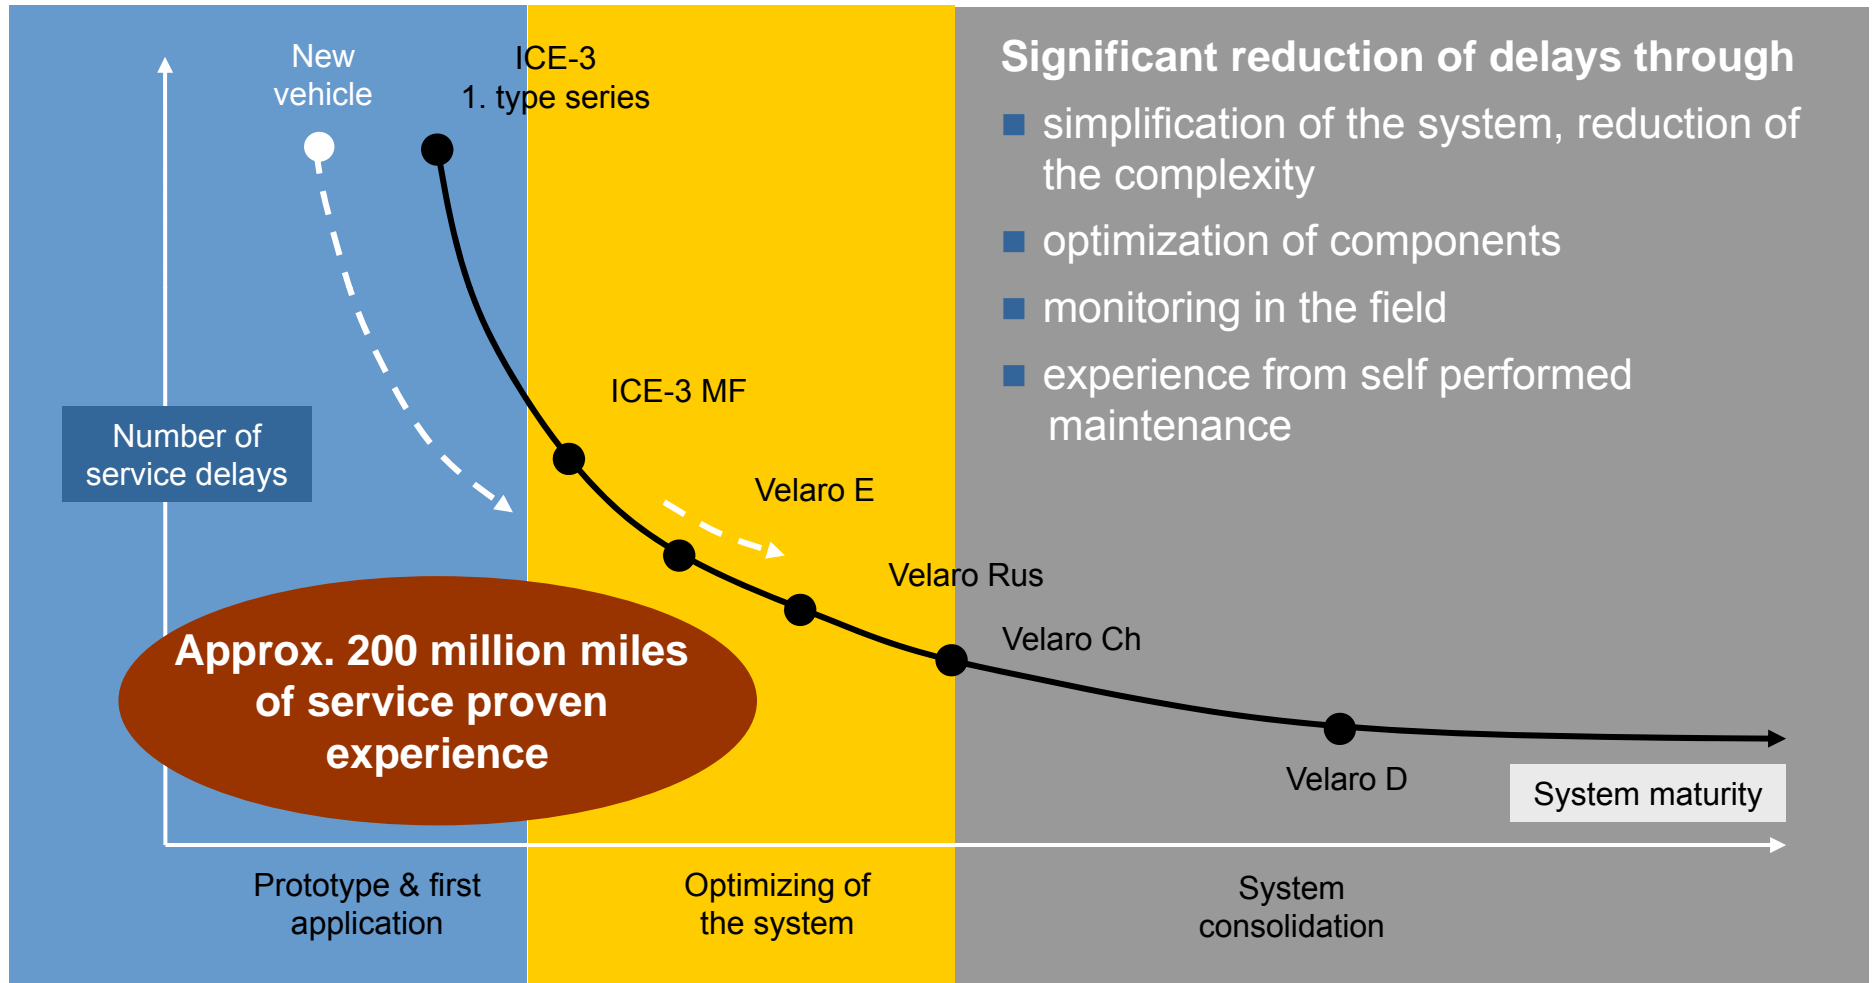 New
vehicle
ICE-3
1. type series
Significant reduction of delays through
simplification of the system, reduction of
the complexity
optimization of components
monitoring in the field
experience from self performed
maintenance
ICE-3 MF
Number of
service delays
Velaro E
Velaro Rus
Velaro Ch
Approx. 200 million miles
of service proven
experience
Velaro D
System maturity
Prototype & first
application
Optimizing of
the system
System
consolidation